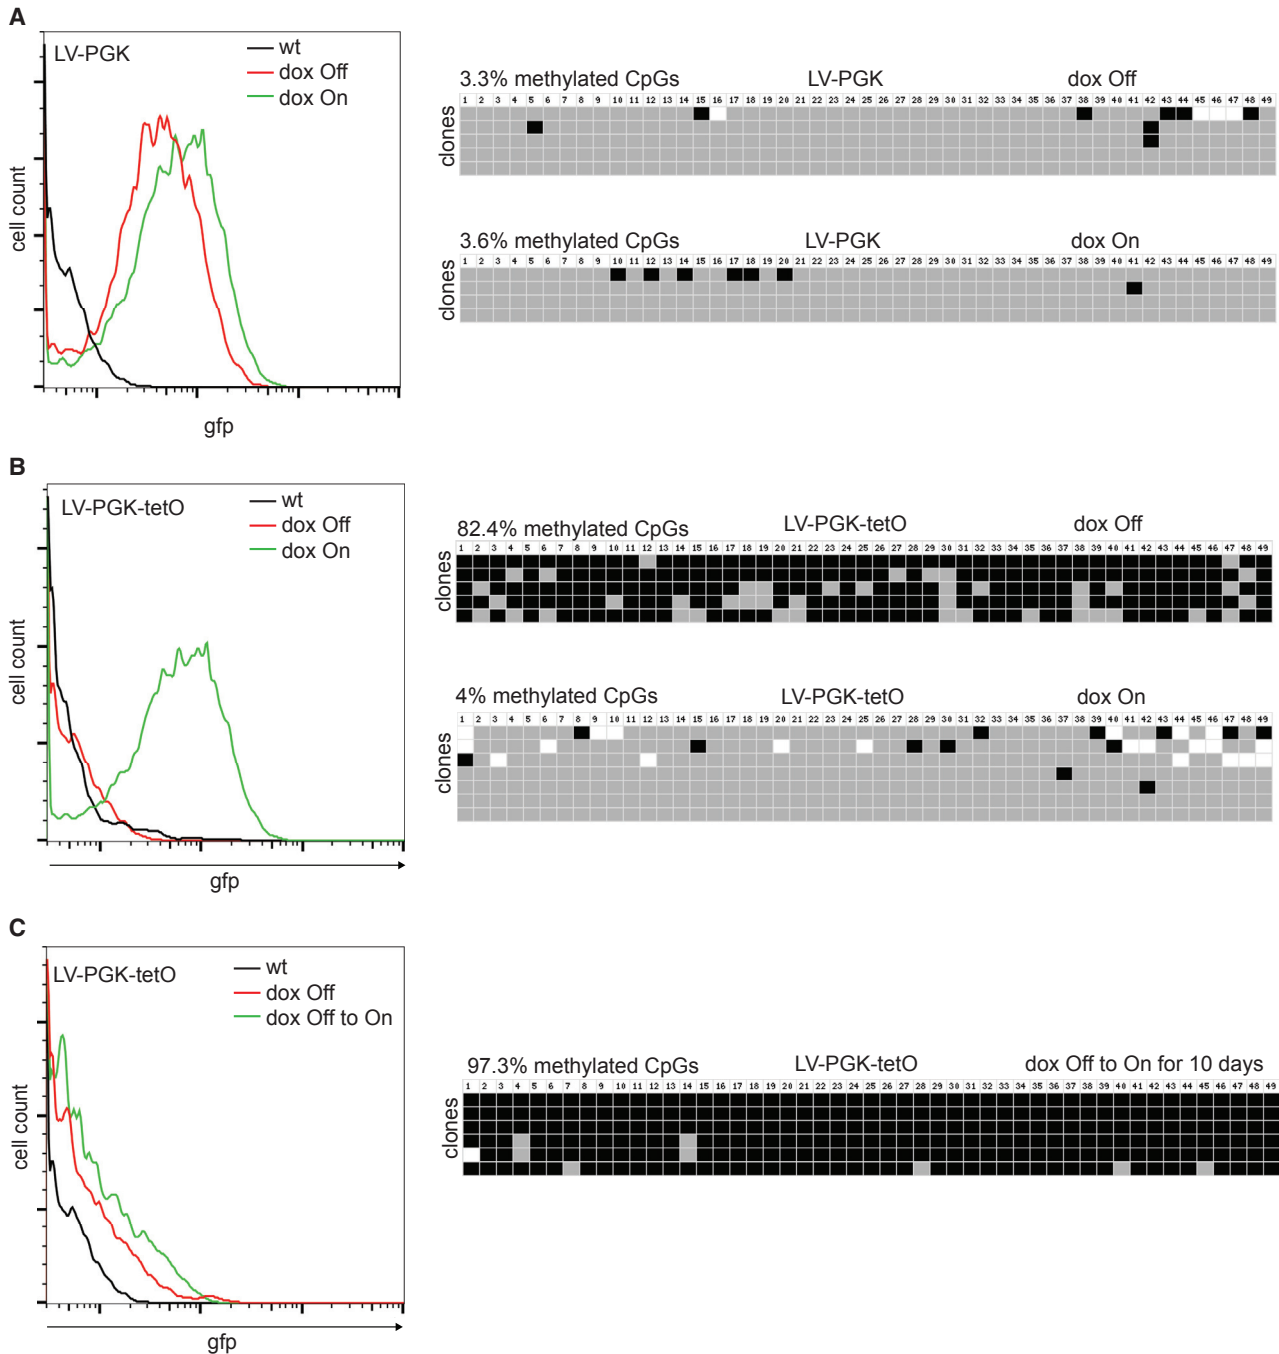 A
LV-PGK
wt
dox Off
dox On
cell count
gfp
3.3% methylated CpGs LV-PGK dox Off
1 2 3 4 5 6 7 8 9 10 11 12 13 14 15 16 17 18 19 20 21 22 23 24 25 26 27 28 29 30 31 32 33 34 35 36 37 38 39 40 41 42 43 44 45 46 47 48 49
clones
3.6% methylated CpGs LV-PGK dox On
1 2 3 4 5 6 7 8 9 10 11 12 13 14 15 16 17 18 19 20 21 22 23 24 25 26 27 28 29 30 31 32 33 34 35 36 37 38 39 40 41 42 43 44 45 46 47 48 49
clones
B
LV-PGK-tetO
wt
dox Off
dox On
cell count
gfp
82.4% methylated CpGs LV-PGK-tetO dox Off
1 2 3 4 5 6 7 8 9 10 11 12 13 14 15 16 17 18 19 20 21 22 23 24 25 26 27 28 29 30 31 32 33 34 35 36 37 38 39 40 41 42 43 44 45 46 47 48 49
clones
4% methylated CpGs LV-PGK-tetO dox On
1 2 3 4 5 6 7 8 9 10 11 12 13 14 15 16 17 18 19 20 21 22 23 24 25 26 27 28 29 30 31 32 33 34 35 36 37 38 39 40 41 42 43 44 45 46 47 48 49
clones
C
LV-PGK-tetO
wt
dox Off
dox Off to On
cell count
gfp
97.3% methylated CpGs LV-PGK-tetO dox Off to On for 10 days
1 2 3 4 5 6 7 8 9 10 11 12 13 14 15 16 17 18 19 20 21 22 23 24 25 26 27 28 29 30 31 32 33 34 35 36 37 38 39 40 41 42 43 44 45 46 47 48 49
clones